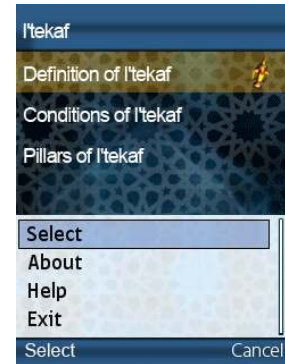 I'tekaf
Definition of I'tekaf
Conditions of I'tekaf
Pillars of I'tekaf
Select
About
Help
Exit
Select Cancel